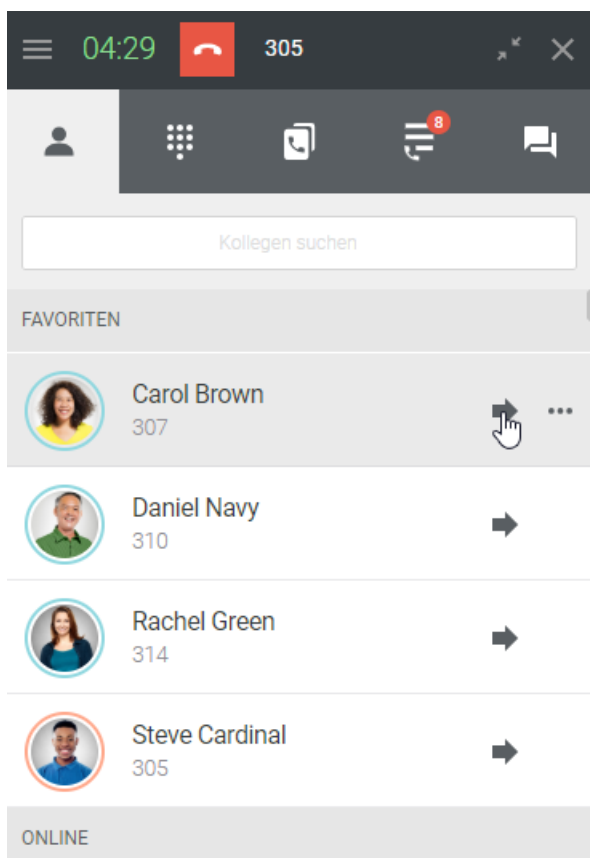 04:29 305
8
Kollegen suchen
FAVORITEN
Carol Brown
307
Daniel Navy
310
Rachel Green
314
Steve Cardinal
305
ONLINE